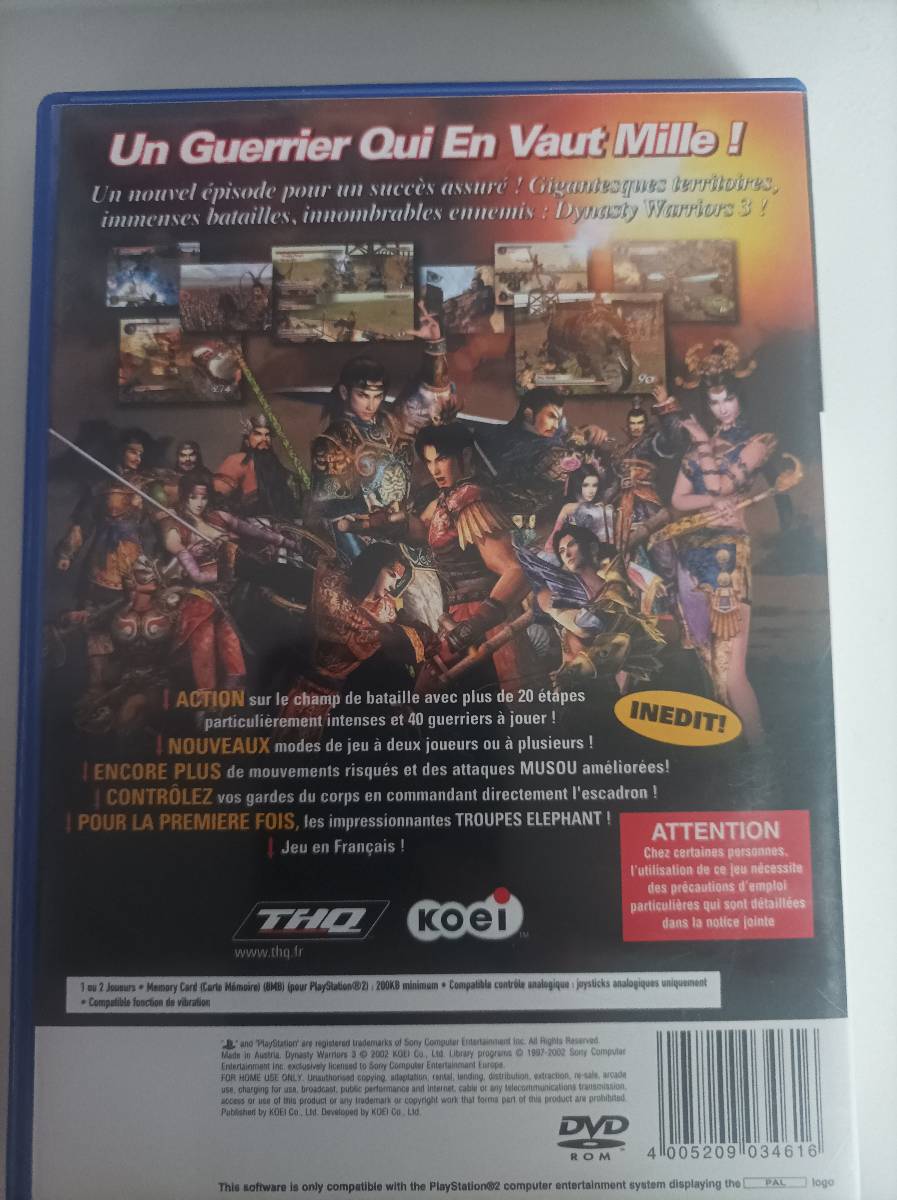 Un Guerrier Qui En Vaut Mille !
Un nouvel épisode pour un succès assuré ! Gigantesques territoires,
immenses batailles, innombrables ennemis : Dynasty Warriors 3 !
274
90
ACTION sur le champ de bataille avec plus de 20 étapes
particulièrement intenses et 40 guerriers à jouer !
INEDIT!
NOUVEAUX modes de jeu à deux joueurs ou à plusieurs !
ENCORE PLUS de mouvements risqués et des attaques MUSOU améliorées!
CONTRÔLEZ vos gardes du corps en commandant directement l'escadron !
POUR LA PREMIERE FOIS, les impressionnantes TROUPES ELEPHANT !
Jeu en Français !
ATTENTION
Chez certaines personnes,
l'utilisation de ce jeu nécessite
des précautions d'emploi
particulières qui sont détaillées
dans la notice jointe
THQ
www.thq.fr
KOEI TM
1 ou 2 Joueurs • Memory Card (Carte Mémoire) (8MB) (pour PlayStation®2) : 200KB minimum • Compatible contrôle analogique : joysticks analogiques uniquement
• Compatible fonction de vibration
" " and "PlayStation" are registered trademarks of Sony Computer Entertainment Inc. All Rights Reserved.
Made in Austria. Dynasty Warriors 3 © 2002 KOEI Co., Ltd. Library programs © 1997-2002 Sony Computer
Entertainment Inc. exclusively licensed to Sony Computer Entertainment Europe.
FOR HOME USE ONLY. Unauthorised copying, adaptation, rental, lending, distribution, extraction, re-sale, arcade
use, charging for use, broadcast, public performance and internet, cable or any telecommunications transmission,
access or use of this product or any trademark or copyright work that forms part of this product are prohibited.
Published by KOEI Co., Ltd. Developed by KOEI Co., Ltd.
DVD
ROM
4 005209 034616
This software is only compatible with the PlayStation®2 computer entertainment system displaying the PAL logo